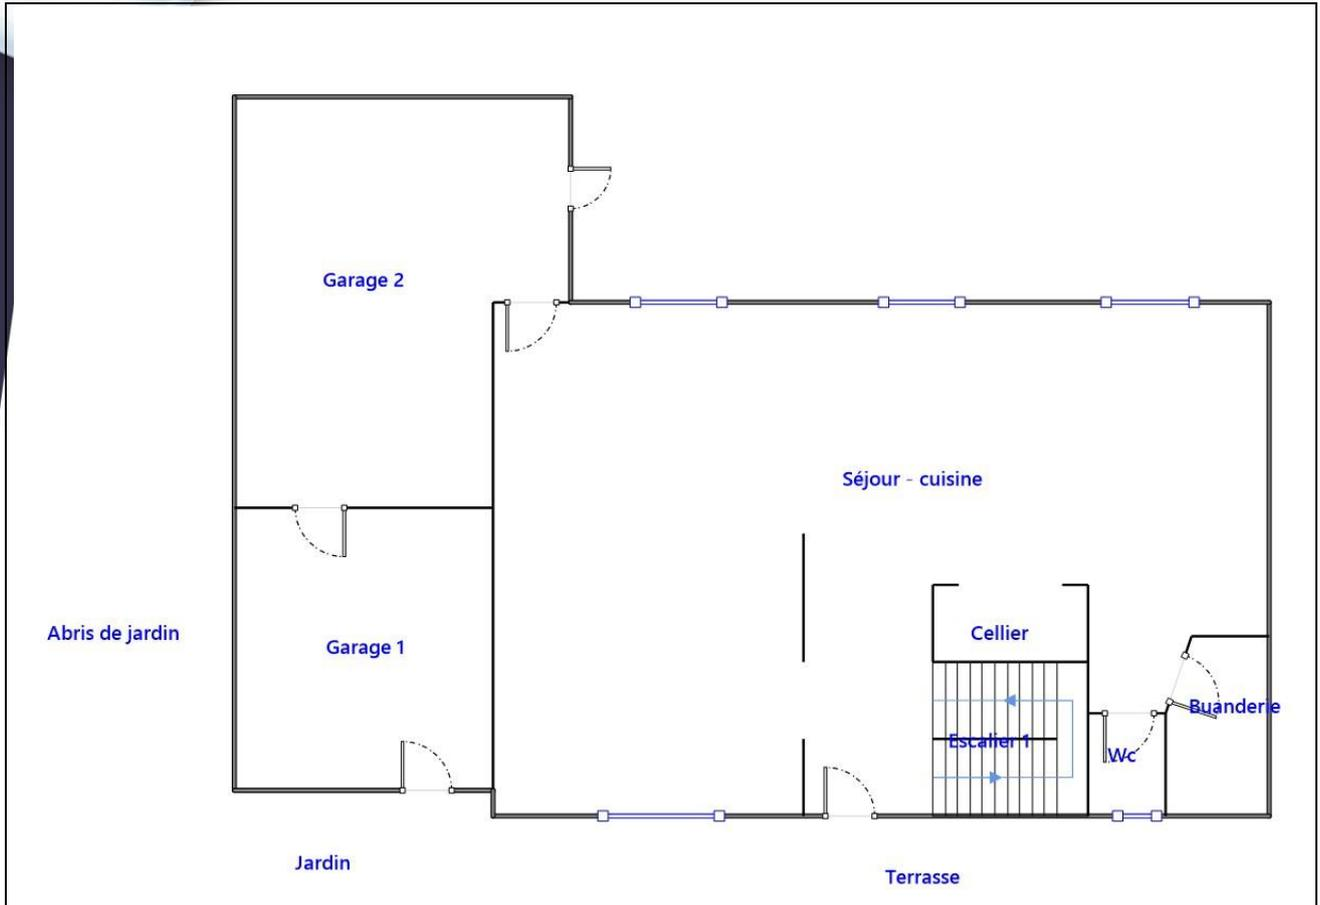 Garage 2
Séjour - cuisine
Abris de jardin
Garage 1
Cellier
Buanderie
Escalier 1
Wc
Jardin
Terrasse